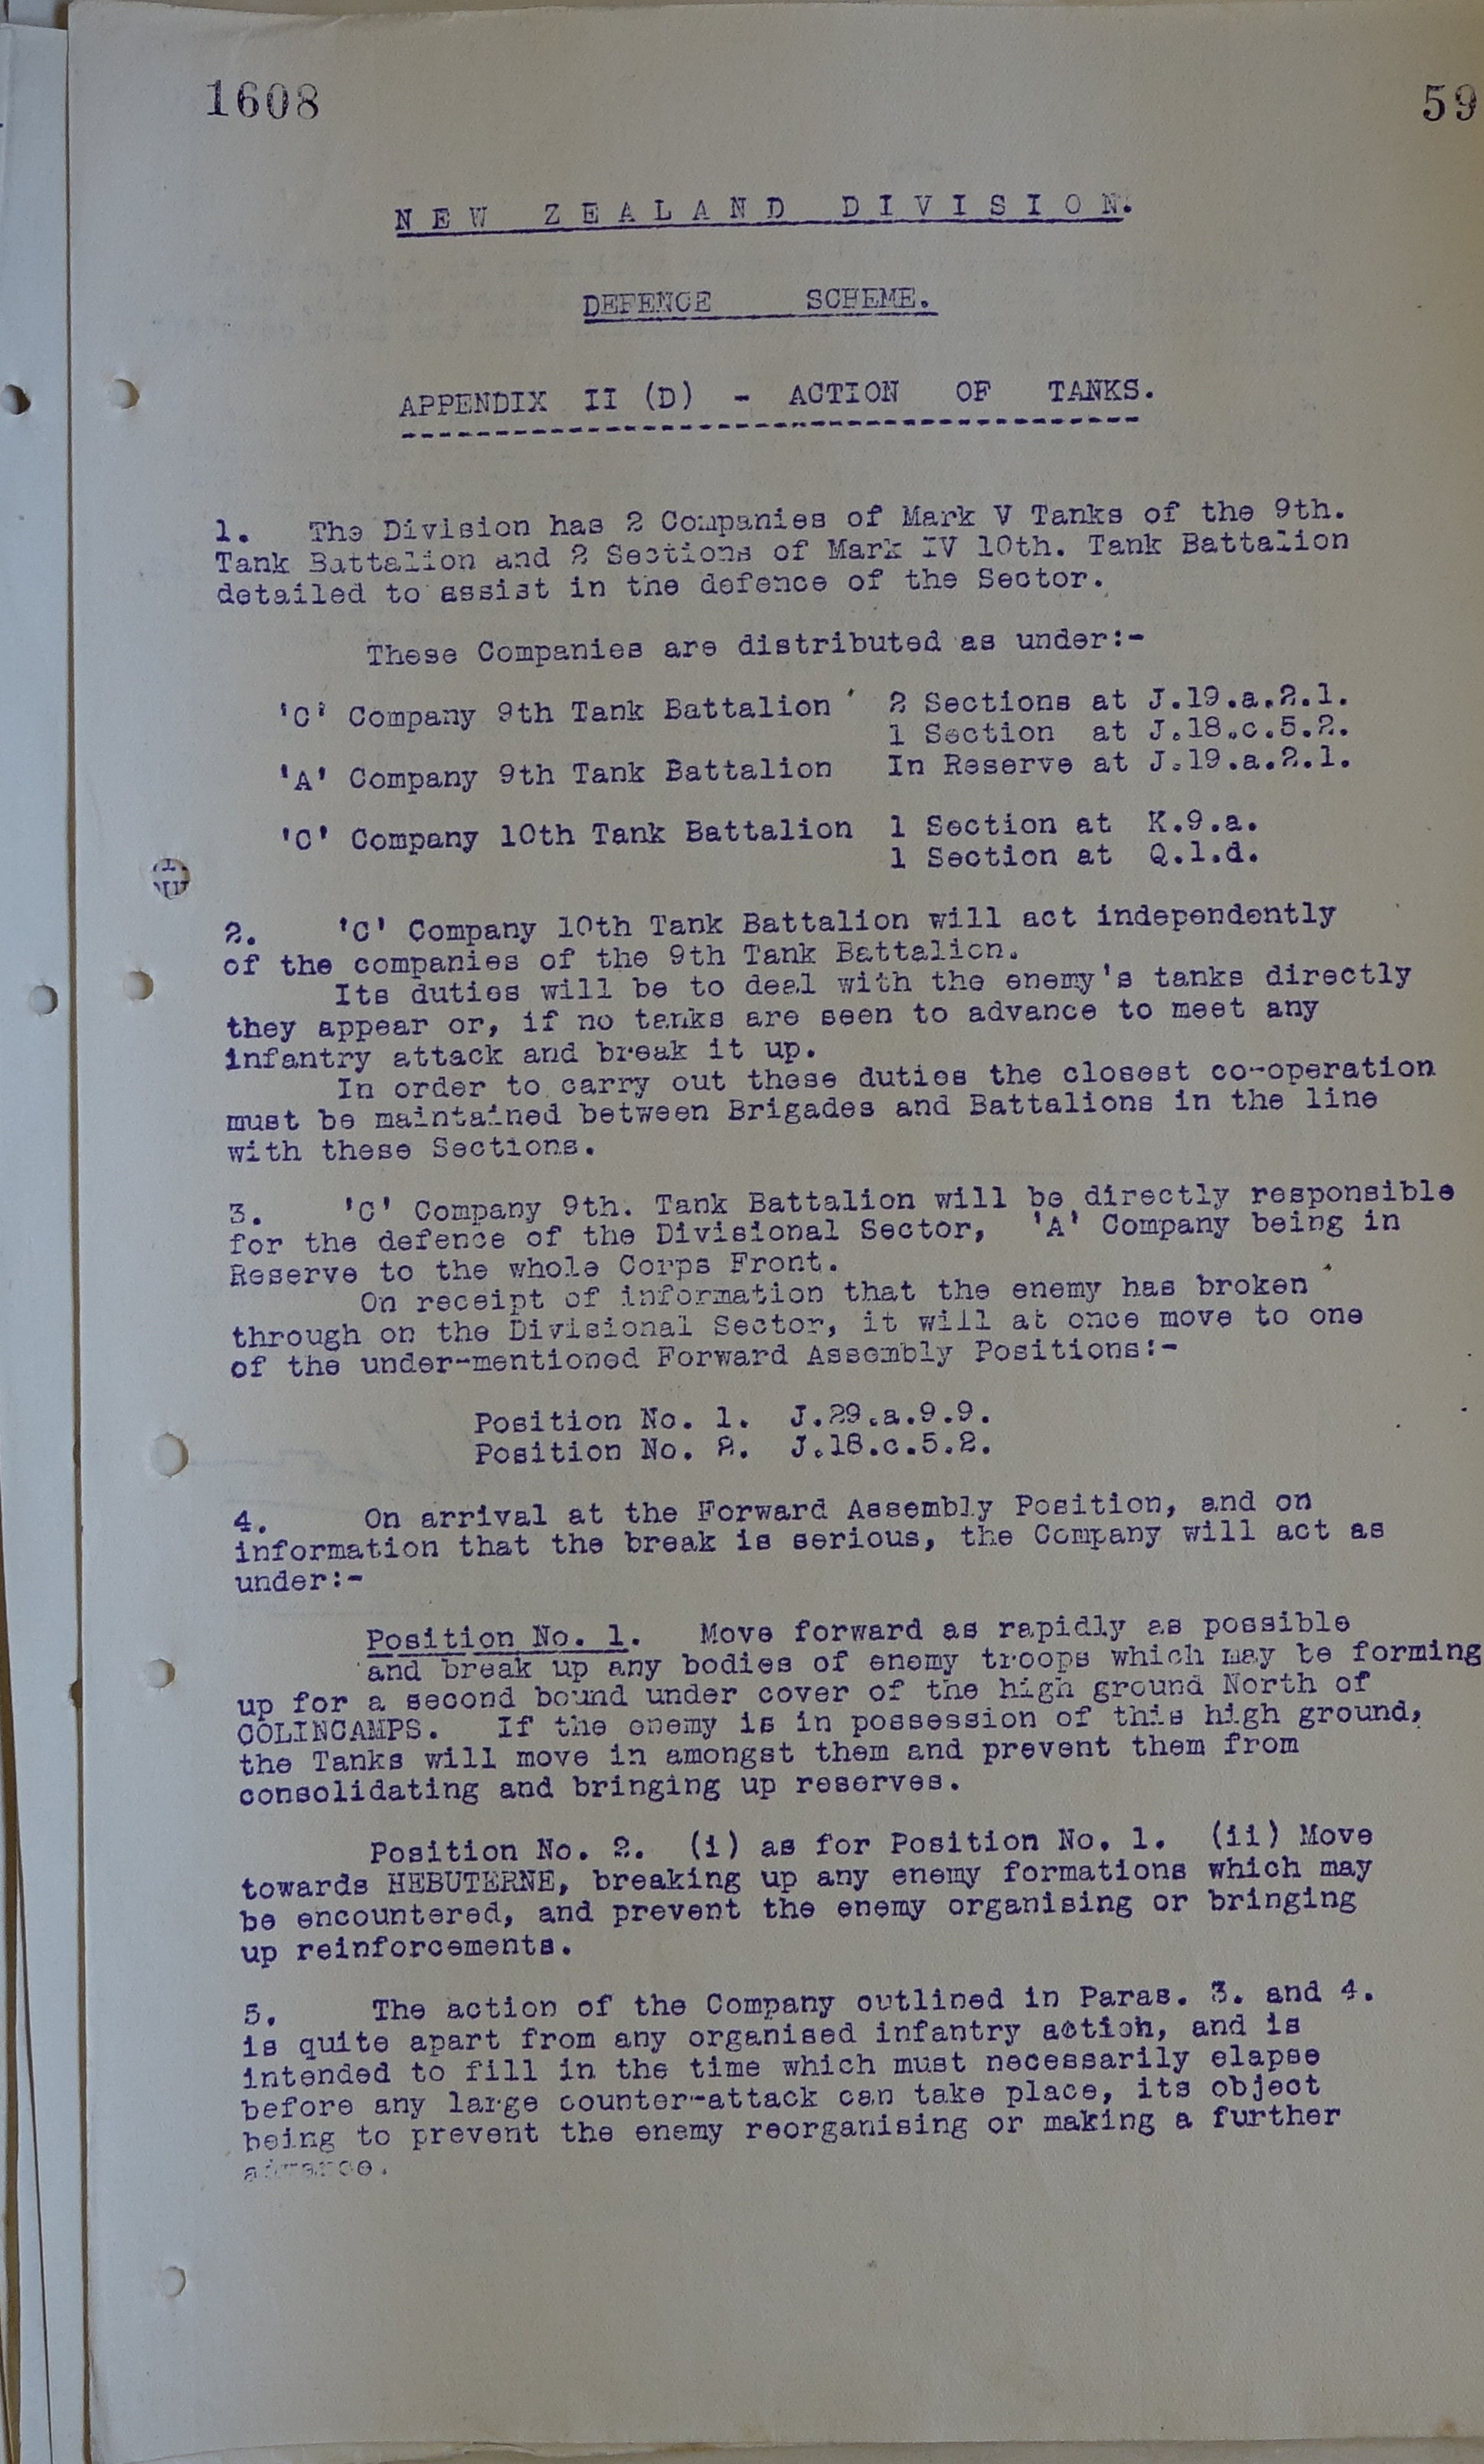 1608 59
NEW ZEALAND DIVISION.
DEFENCE SCHEME.
APPENDIX II (D) - ACTION OF TANKS.
1. The Division has 2 Companies of Mark V Tanks of the 9th.
Tank Battalion and 2 Sections of Mark IV 10th. Tank Battalion
detailed to assist in the defence of the Sector.
These Companies are distributed as under:-
'C' Company 9th Tank Battalion 2 Sections at J.19.a.2.1.
1 Section at J.18.c.5.2.
'A' Company 9th Tank Battalion In Reserve at J.19.a.2.1.
'C' Company 10th Tank Battalion 1 Section at K.9.a.
1 Section at Q.1.d.
2. 'C' Company 10th Tank Battalion will act independently
of the companies of the 9th Tank Battalion.
Its duties will be to deal with the enemy's tanks directly
they appear or, if no tanks are seen to advance to meet any
infantry attack and break it up.
In order to carry out these duties the closest co-operation
must be maintained between Brigades and Battalions in the line
with these Sections.
3. 'C' Company 9th. Tank Battalion will be directly responsible
for the defence of the Divisional Sector, 'A' Company being in
Reserve to the whole Corps Front.
On receipt of information that the enemy has broken
through on the Divisional Sector, it will at once move to one
of the under-mentioned Forward Assembly Positions:-
Position No. 1. J.29.a.9.9.
Position No. 2. J.18.c.5.2.
4. On arrival at the Forward Assembly Position, and on
information that the break is serious, the Company will act as
under:-
Position No. 1. Move forward as rapidly as possible
and break up any bodies of enemy troops which may be forming
up for a second bound under cover of the high ground North of
COLINCAMPS. If the enemy is in possession of this high ground,
the Tanks will move in amongst them and prevent them from
consolidating and bringing up reserves.
Position No. 2. (i) as for Position No. 1. (ii) Move
towards HEBUTERNE, breaking up any enemy formations which may
be encountered, and prevent the enemy organising or bringing
up reinforcements.
5. The action of the Company outlined in Paras. 3. and 4.
is quite apart from any organised infantry action, and is
intended to fill in the time which must necessarily elapse
before any large counter-attack can take place, its object
being to prevent the enemy reorganising or making a further
advance.